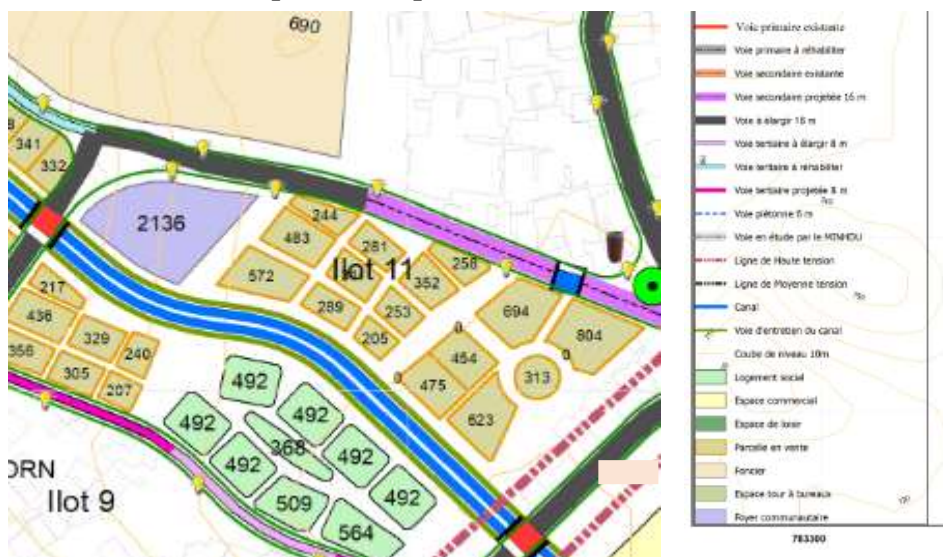 690
341
332
2136
244
483
281
572
Ilot 11
258
352
289
253
205
694
804
0
0
454
475
0
313
623
217
436
329
240
356
305
207
492
492
492
492
368
492
492
509
564
ORN
Ilot 9
Voie primaire existante
Voie primaire à réhabiliter
Voie secondaire existante
Voie secondaire projetée 16 m
Voie à élargir 16 m
Voie tertiaire à élargir 8 m
Voie tertiaire à réhabiliter
Voie tertiaire projetée 8 m
Voie piétonne 6 m
Voie en étude par le MINHDU
Ligne de Haute tension
Ligne de Moyenne tension
Canal
Voie d'entretien du canal
Coube de niveau 10m
Logement social
Espace commercial
Espace de loisir
Parcelle en vente
Foncier
Espace tour à bureaux
Foyer communautaire
783300